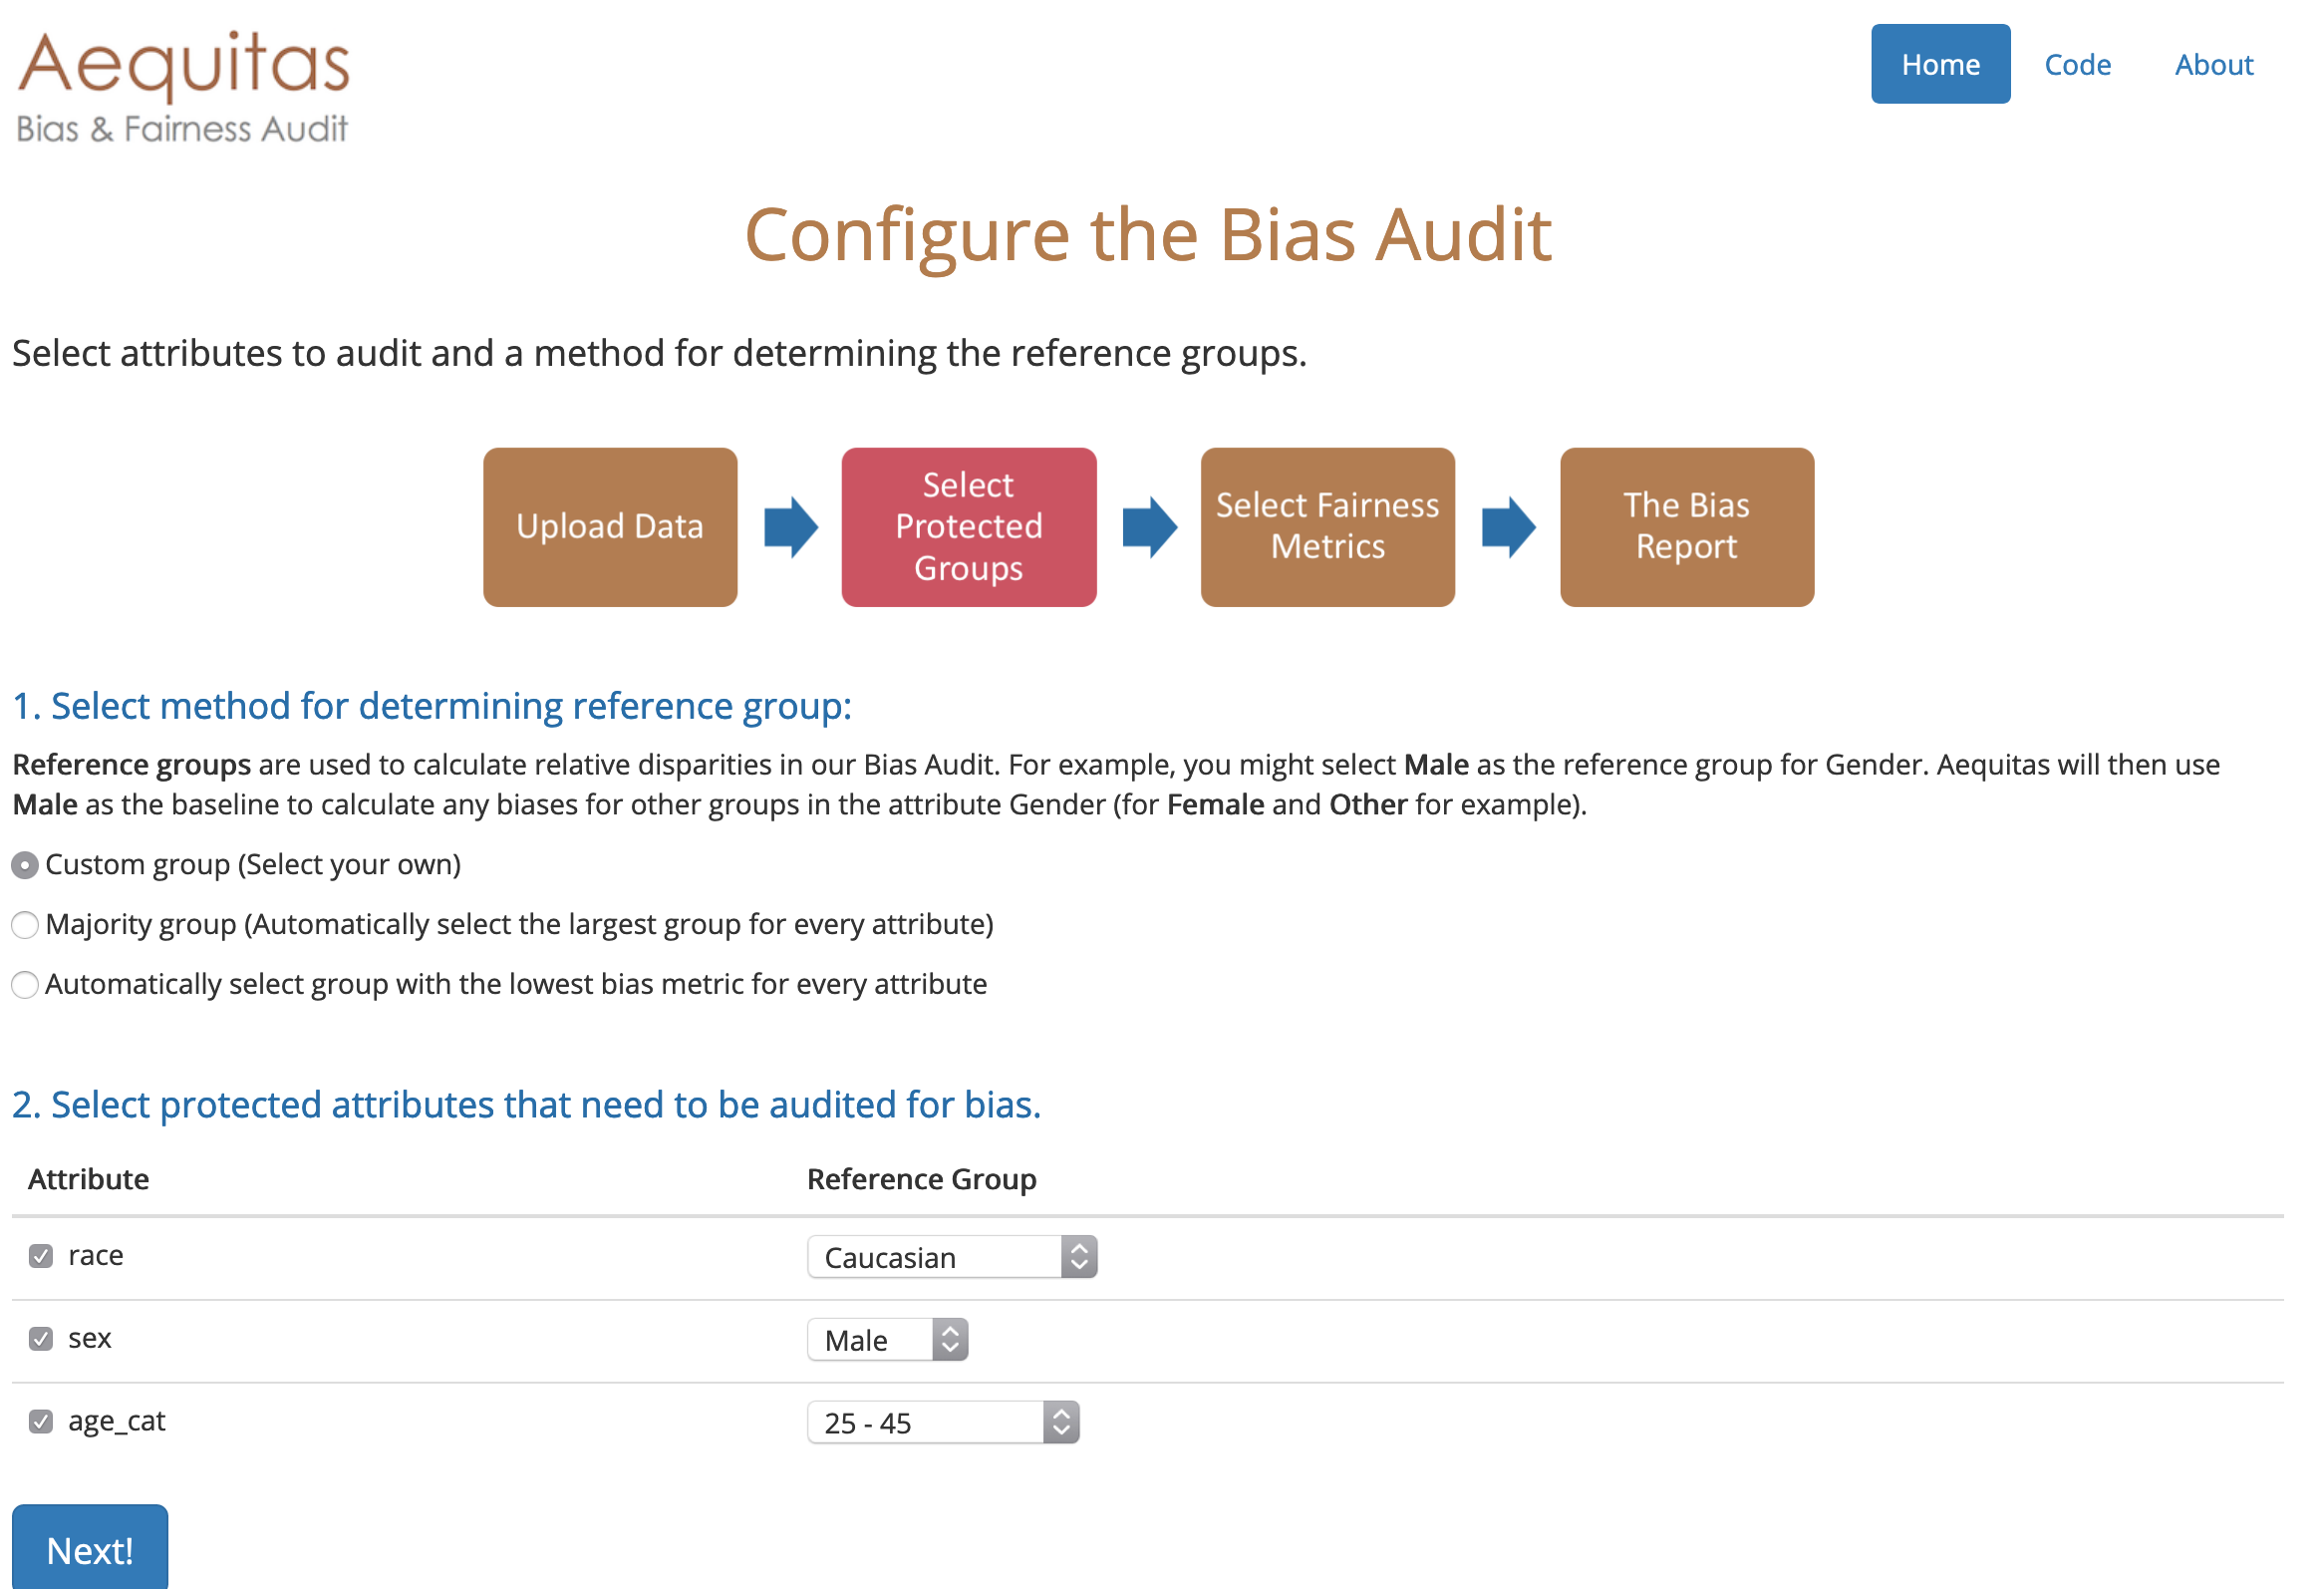 Aequitas
Bias & Fairness Audit
Home Code About
Configure the Bias Audit
Select attributes to audit and a method for determining the reference groups.
Upload Data
Select
Protected
Groups
Select Fairness
Metrics
The Bias
Report
1. Select method for determining reference group:
Reference groups are used to calculate relative disparities in our Bias Audit. For example, you might select Male as the reference group for Gender. Aequitas will then use
Male as the baseline to calculate any biases for other groups in the attribute Gender (for Female and Other for example).
Custom group (Select your own)
Majority group (Automatically select the largest group for every attribute)
Automatically select group with the lowest bias metric for every attribute
2. Select protected attributes that need to be audited for bias.
Attribute Reference Group
race Caucasian
sex Male
age_cat 25 - 45
Next!